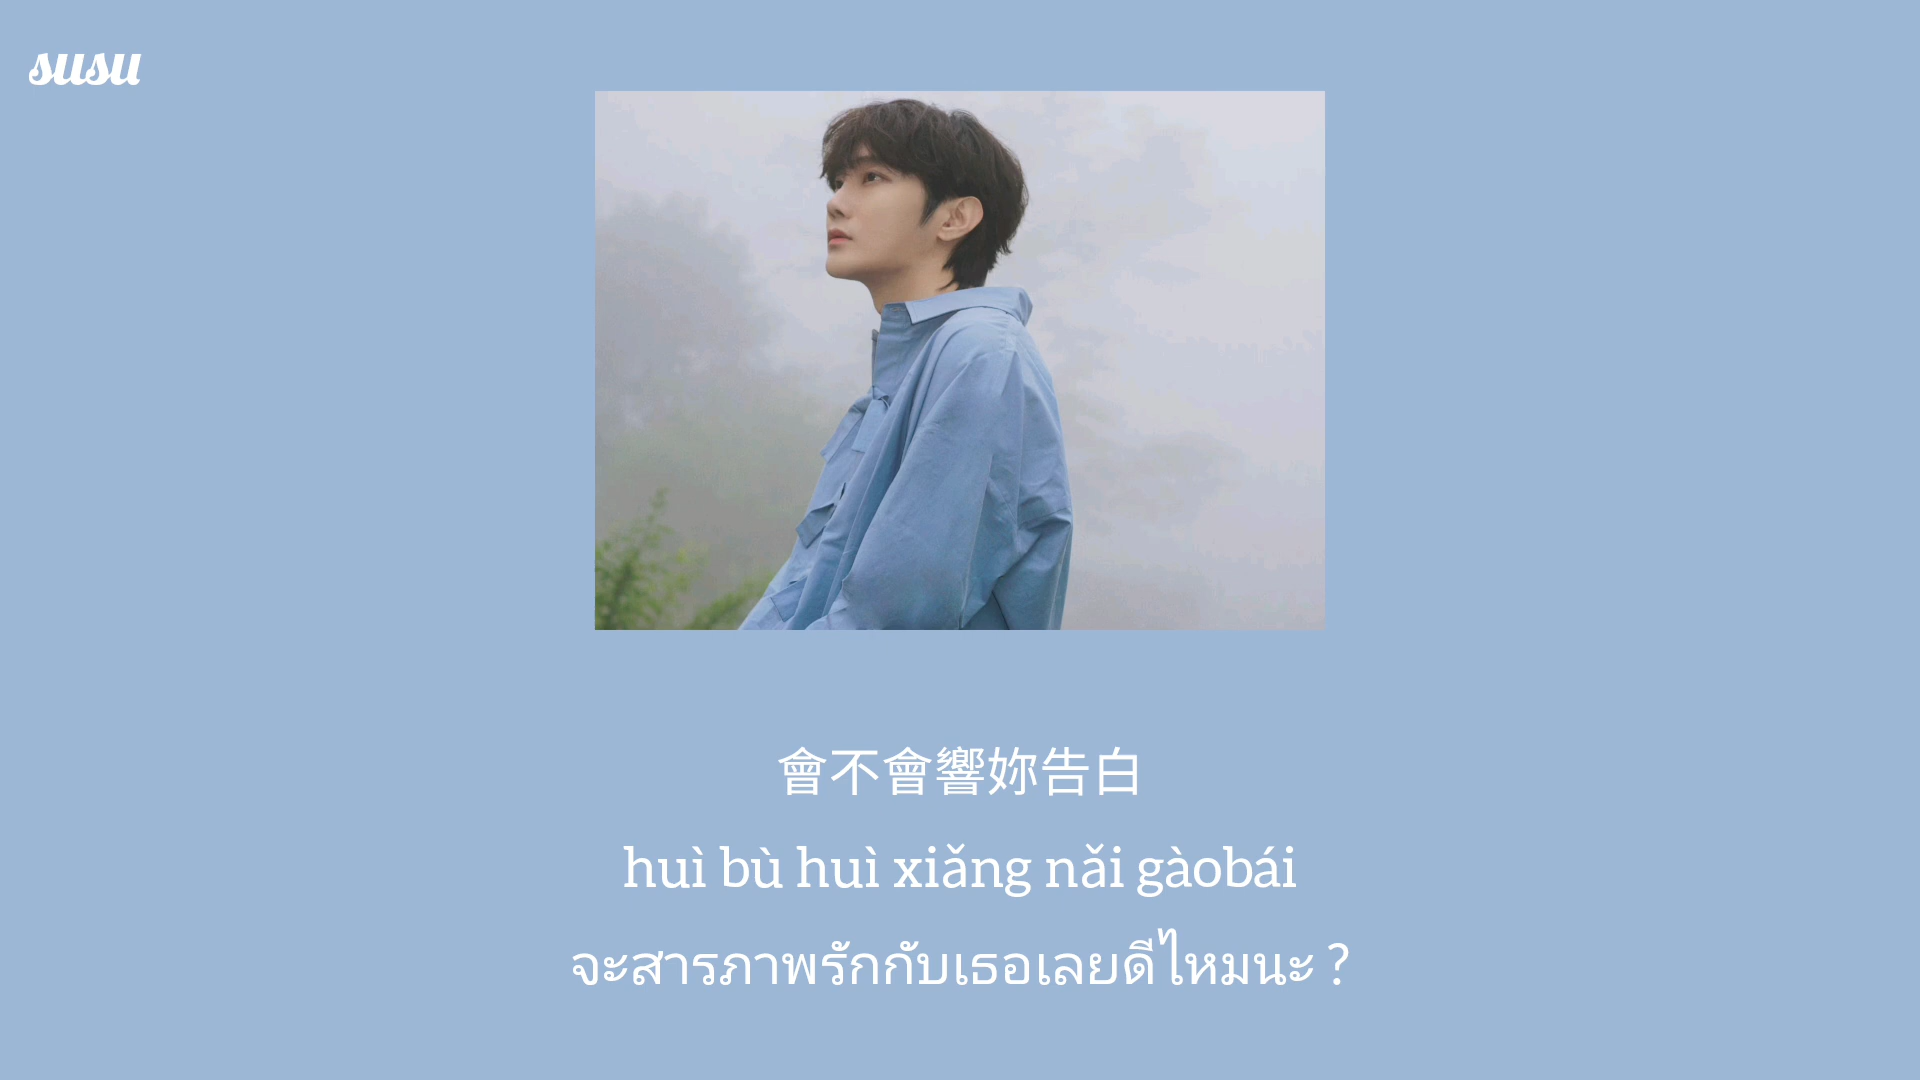 susu
會不會響妳告白
huì bù huì xiǎng nǎi gàobái
จะสารภาพรักกับเธอเลยดีไหมนะ ?